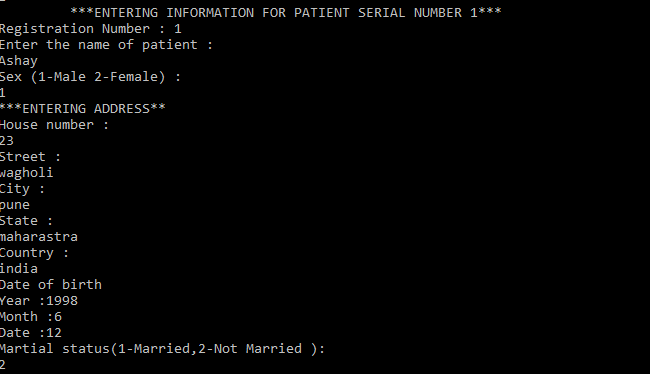 ***ENTERING INFORMATION FOR PATIENT SERIAL NUMBER 1***
Registration Number : 1
Enter the name of patient :
Ashay
Sex (1-Male 2-Female) :
1
***ENTERING ADDRESS**
House number :
23
Street :
wagholi
City :
pune
State :
maharastra
Country :
india
Date of birth
Year :1998
Month :6
Date :12
Martial status(1-Married,2-Not Married ):
2